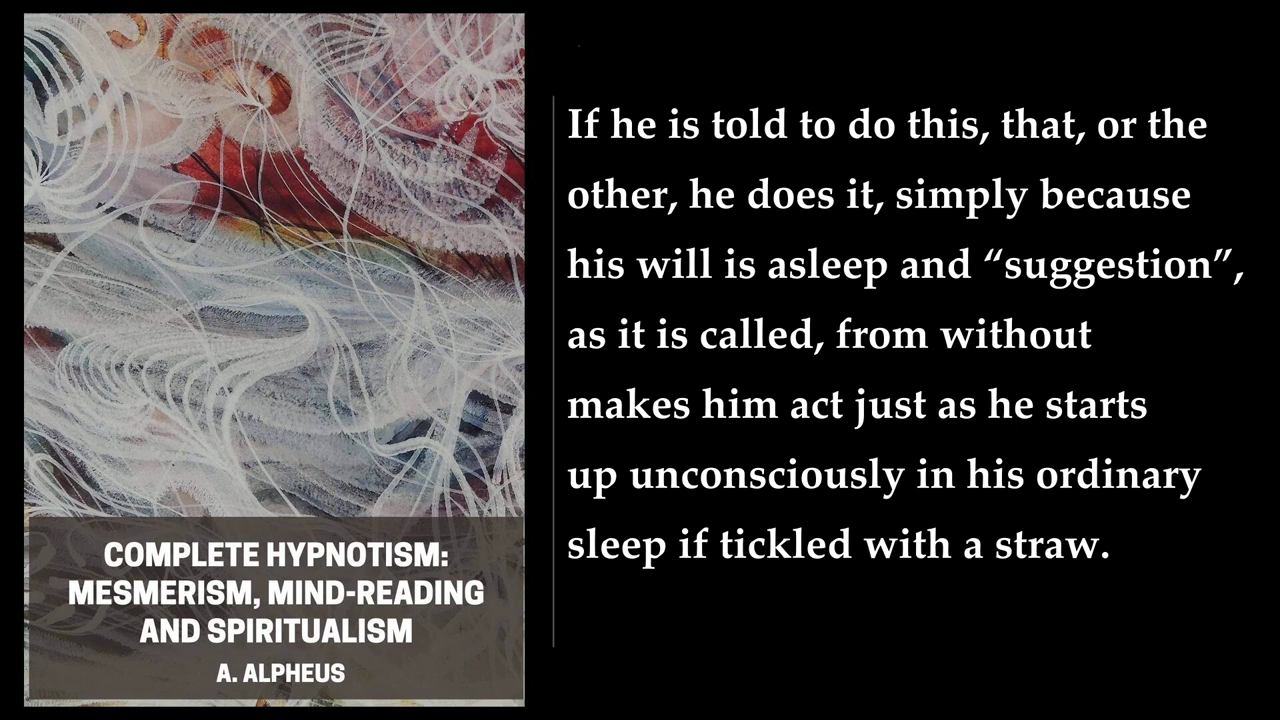 COMPLETE HYPNOTISM:
MESMERISM, MIND-READING
AND SPIRITUALISM
A. ALPHEUS
If he is told to do this, that, or the
other, he does it, simply because
his will is asleep and “suggestion”,
as it is called, from without
makes him act just as he starts
up unconsciously in his ordinary
sleep if tickled with a straw.